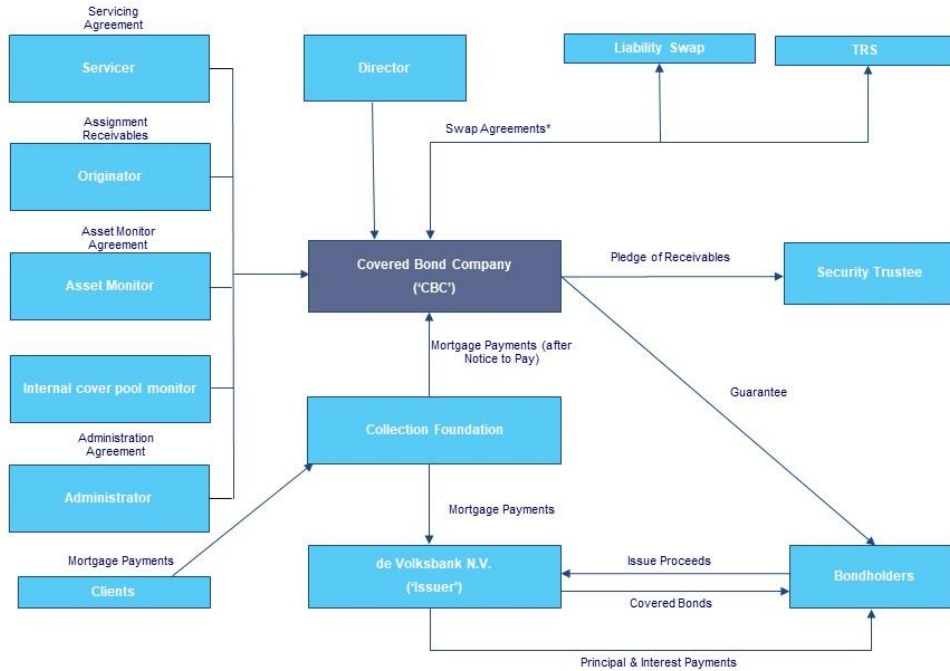 Servicing
Agreement
Servicer
Director
Liability Swap
TRS
Swap Agreements*
Assignment
Receivables
Originator
Asset Monitor
Agreement
Asset Monitor
Covered Bond Company
(‘CBC’)
Pledge of Receivables
Security Trustee
Mortgage Payments (after
Notice to Pay)
Internal cover pool monitor
Guarantee
Collection Foundation
Administration
Agreement
Administrator
Mortgage Payments
Mortgage Payments
Clients
de Volksbank N.V.
(‘Issuer’)
Issue Proceeds
Covered Bonds
Bondholders
Principal & Interest Payments